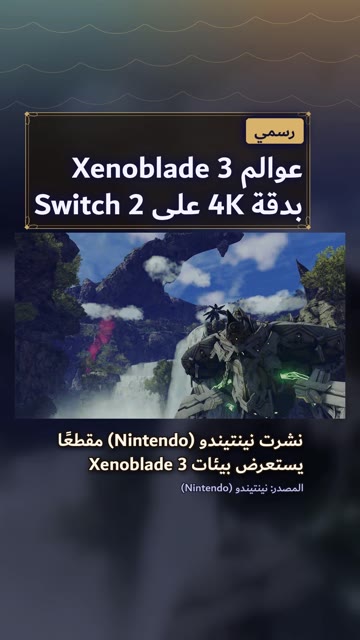 رسمي
عوالم Xenoblade 3
بدقة 4K على Switch 2
نشرت نينتيندو (Nintendo) مقطعًا
يستعرض بيئات Xenoblade 3
المصدر: نينتيندو (Nintendo)